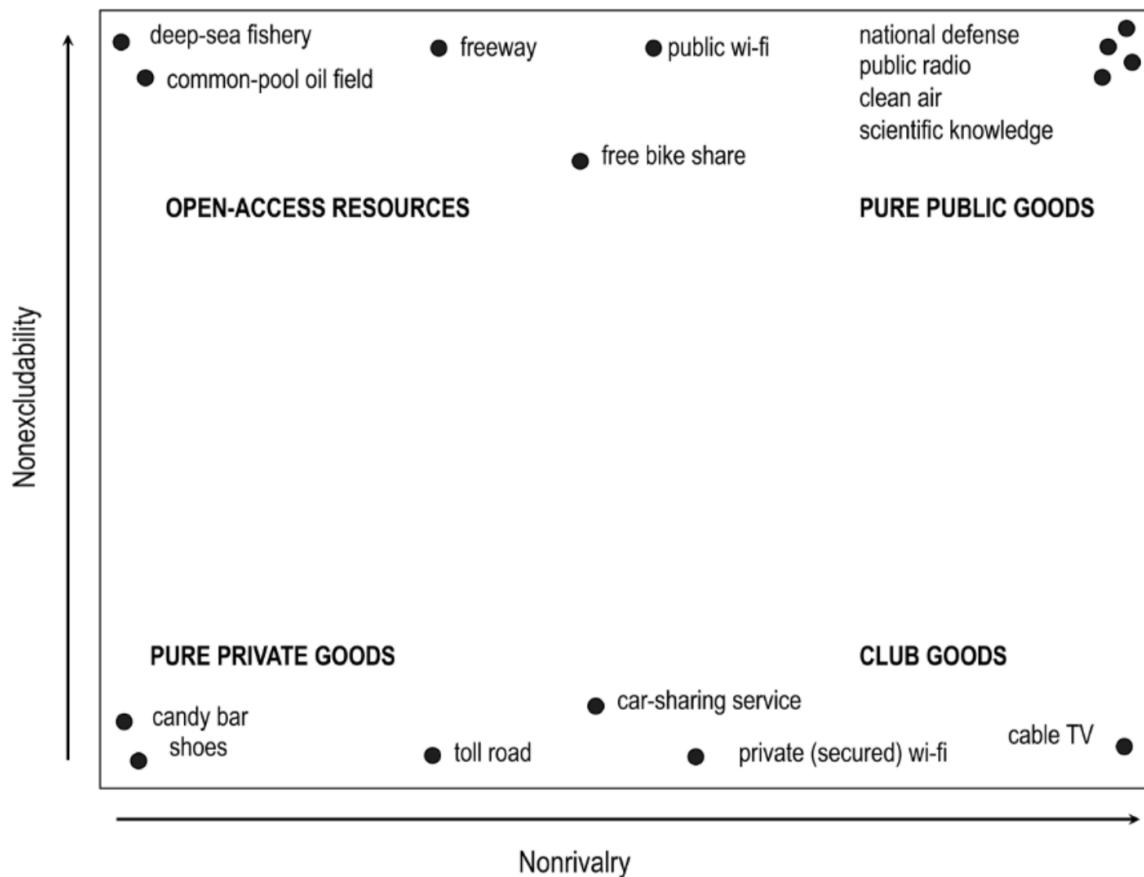 deep-sea fishery
common-pool oil field
freeway
public wi-fi
national defense
public radio
clean air
scientific knowledge
free bike share
OPEN-ACCESS RESOURCES
PURE PUBLIC GOODS
Nonexcludability
PURE PRIVATE GOODS
CLUB GOODS
candy bar
shoes
car-sharing service
toll road
private (secured) wi-fi
cable TV
Nonrivalry